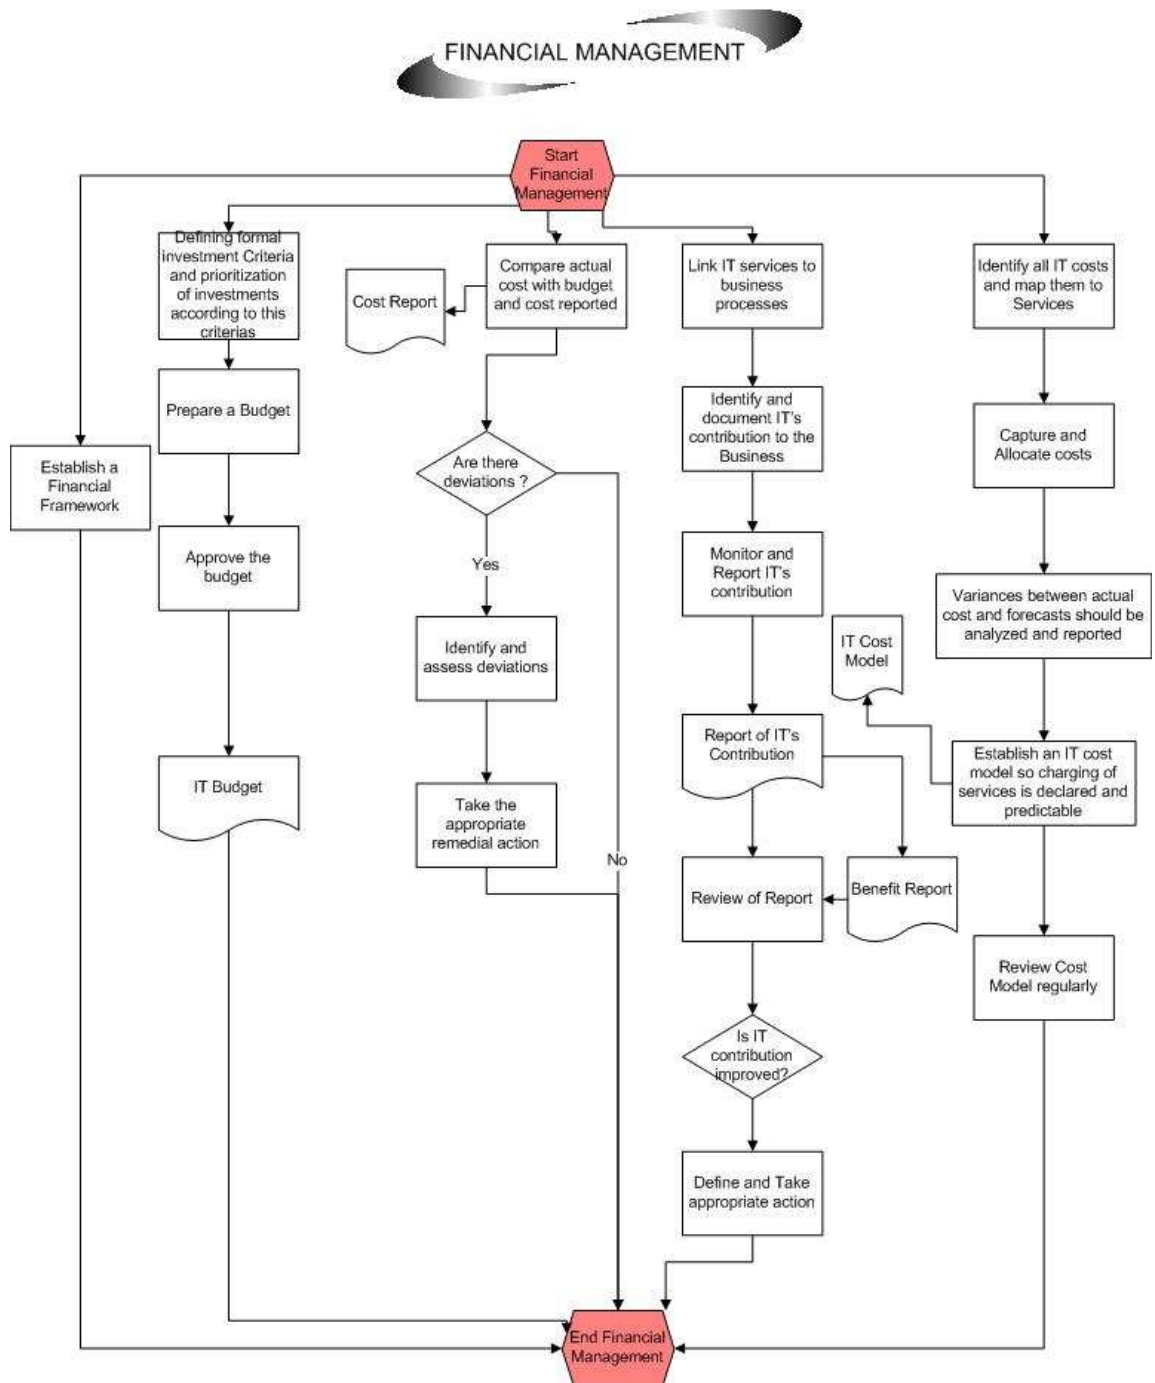 FINANCIAL MANAGEMENT
Start
Financial
Management
Defining formal
investment Criteria
and prioritization
of investments
according to this
criterias
Prepare a Budget
Establish a
Financial
Framework
Approve the
budget
IT Budget
Cost Report
Compare actual
cost with budget
and cost reported
Are there
deviations ?
Yes
No
Identify and
assess deviations
Take the
appropriate
remedial action
Link IT services to
business
processes
Identify and
document IT's
contribution to the
Business
Monitor and
Report IT's
contribution
Report of IT's
Contribution
Review of Report
Benefit Report
Is IT
contribution
improved?
Define and Take
appropriate action
Identify all IT costs
and map them to
Services
Capture and
Allocate costs
Variances between actual
cost and forecasts should be
analyzed and reported
IT Cost
Model
Establish an IT cost
model so charging of
services is declared and
predictable
Review Cost
Model regularly
End Financial
Management